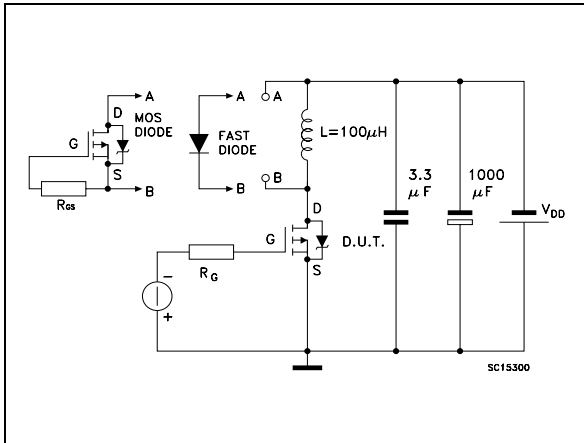 A
D
MOS
DIODE
G
S
B
RGS
A
FAST
DIODE
B
A
L=100μH
B
D
G
D.U.T.
S
RG
-
+
3.3
μF
1000
μF
VDD
SC15300